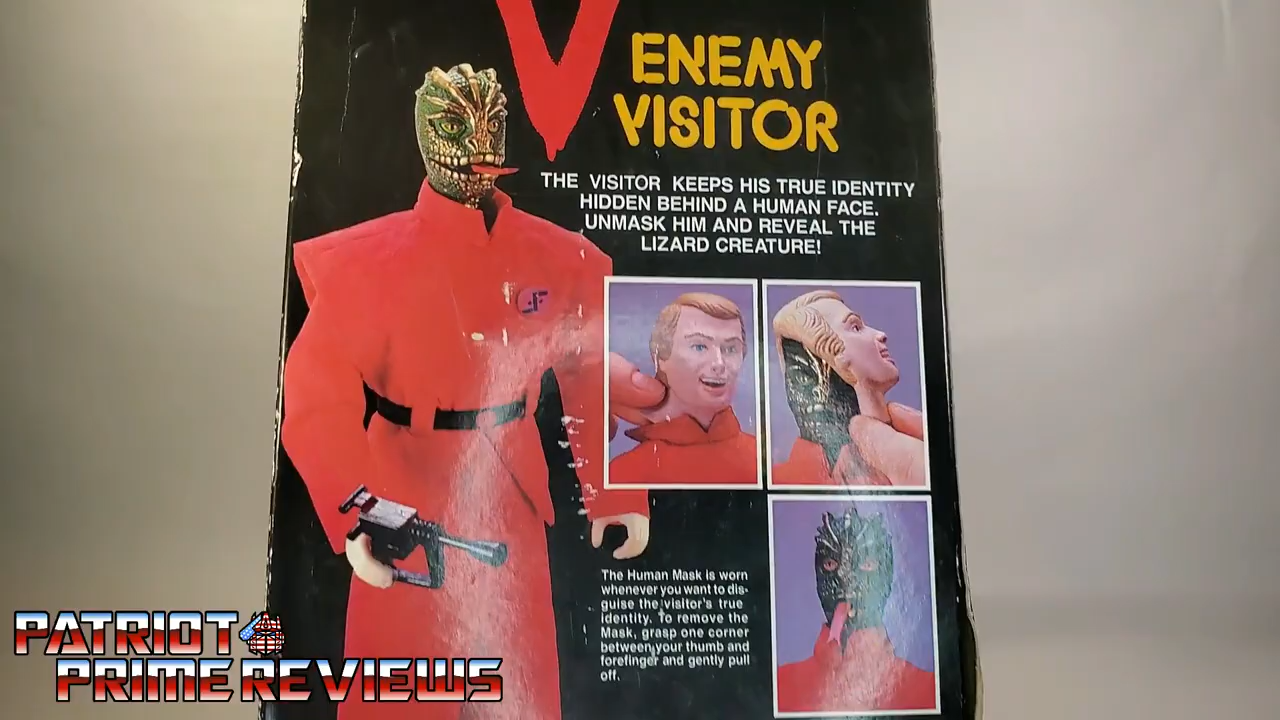 V
ENEMY
VISITOR
THE VISITOR KEEPS HIS TRUE IDENTITY
HIDDEN BEHIND A HUMAN FACE.
UNMASK HIM AND REVEAL THE
LIZARD CREATURE!
The Human Mask is worn
whenever you want to dis-
guise the visitor's true
identity. To remove the
Mask, grasp one corner
between your thumb and
forefinger and gently pull
off.
PATRIOT
PRIME REVIEWS